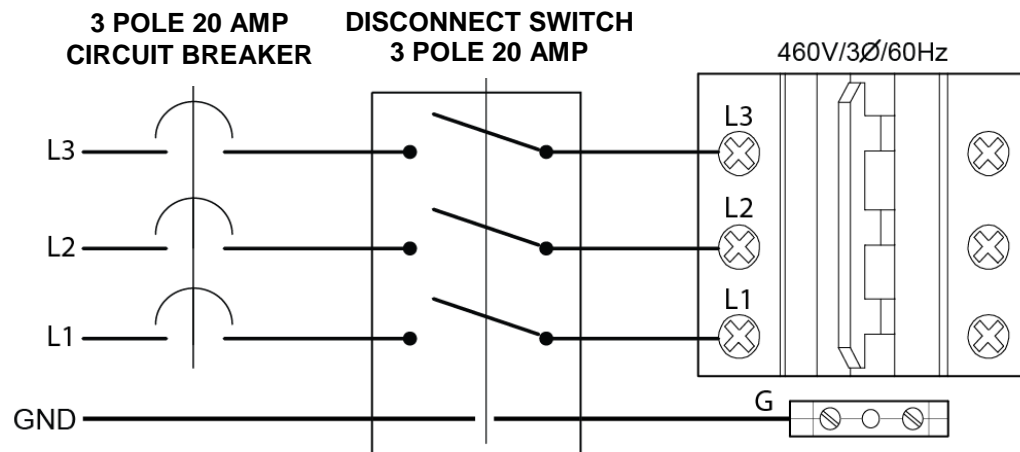 3 POLE 20 AMP
CIRCUIT BREAKER
DISCONNECT SWITCH
3 POLE 20 AMP
460V/3Ø/60Hz
L3
L3
L2
L2
L1
L1
GND
G